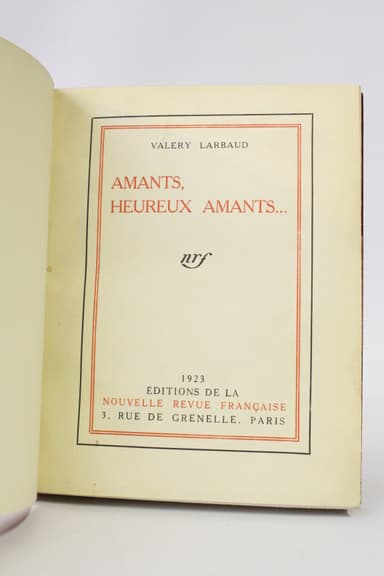 VALERY LARBAUD
AMANTS,
HEUREUX AMANTS...
nrf
1923
ÉDITIONS DE LA
NOUVELLE REVUE FRANÇAISE
3, RUE DE GRENELLE, PARIS